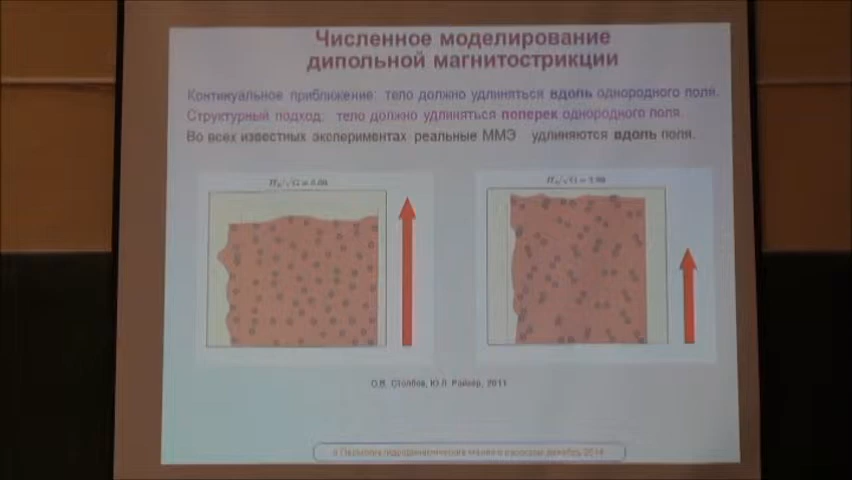 Численное моделирование
дипольной магнитострикции
Континуальное приближение: тело должно удлиняться вдоль однородного поля.
Структурный подход: тело должно удлиняться поперек однородного поля.
Во всех известных экспериментах реальные ММЭ удлиняются вдоль поля.
О.В. Столбов, Ю.Л. Райхер, 2011